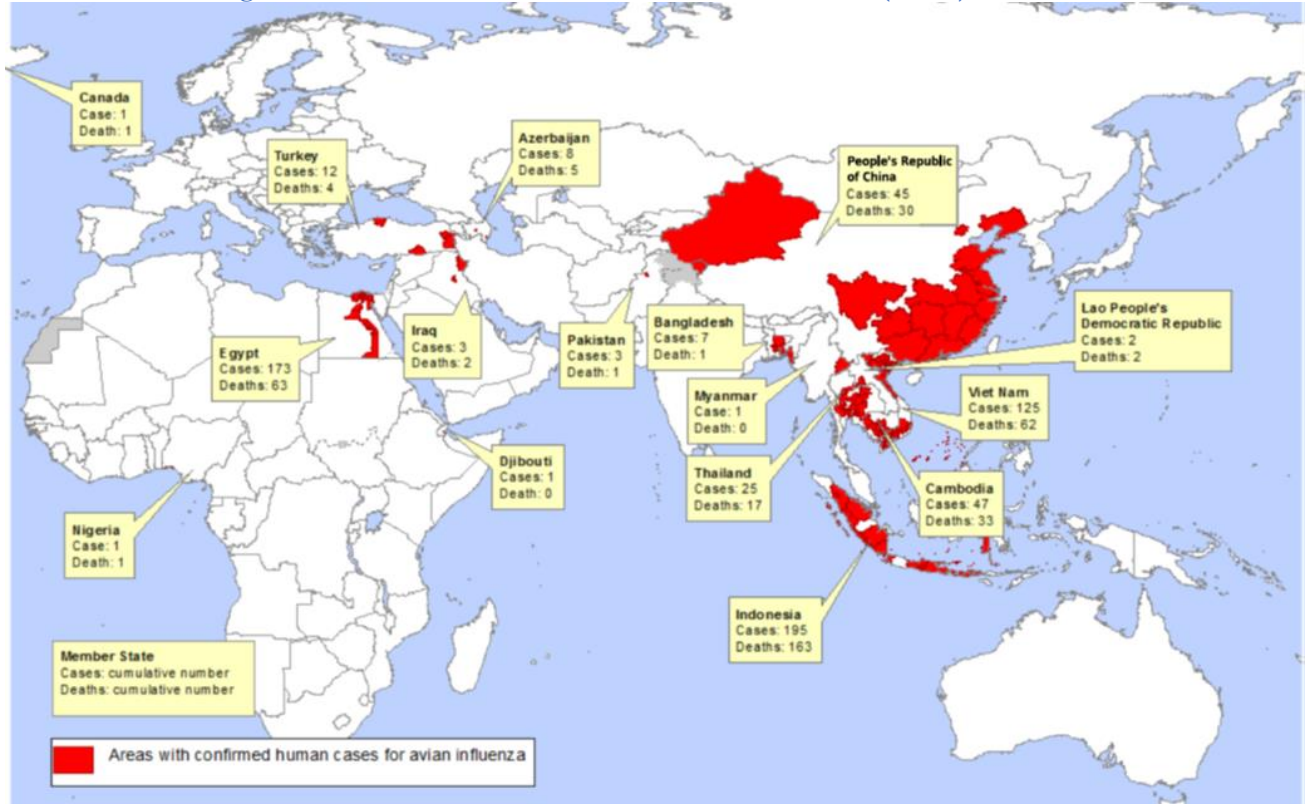 Canada
Case: 1
Death: 1
Turkey
Cases: 12
Deaths: 4
Azerbaijan
Cases: 8
Deaths: 5
People's Republic
of China
Cases: 45
Deaths: 30
Egypt
Cases: 173
Deaths: 63
Iraq
Cases: 3
Deaths: 2
Pakistan
Cases: 3
Death: 1
Bangladesh
Cases: 7
Death: 1
Lao People's
Democratic Republic
Cases: 2
Deaths: 2
Myanmar
Case: 1
Death: 0
Viet Nam
Cases: 125
Deaths: 62
Djibouti
Cases: 1
Death: 0
Thailand
Cases: 25
Deaths: 17
Cambodia
Cases: 47
Deaths: 33
Nigeria
Case: 1
Death: 1
Indonesia
Cases: 195
Deaths: 163
Member State
Cases: cumulative number
Deaths: cumulative number
Areas with confirmed human cases for avian influenza